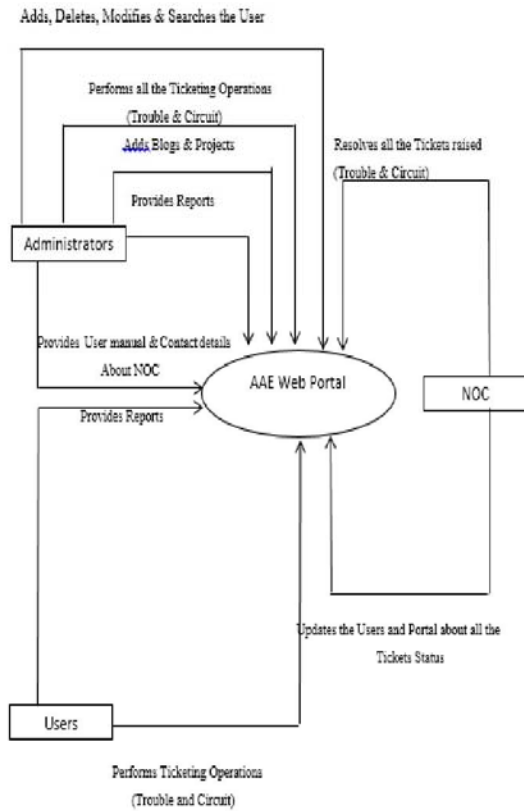 Adds, Deletes, Modifies & Searches the User
Performs all the Ticketing Operations
(Trouble & Circuit)
Adds Blogs & Projects
Resolves all the Tickets raised
(Trouble & Circuit)
Provides Reports
Administrators
Provides User manual & Contact details
About NOC
AAE Web Portal
NOC
Provides Reports
Updates the Users and Portal about all the
Tickets Status
Users
Performs Ticketing Operations
(Trouble and Circuit)